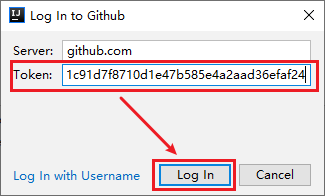 Log In to Github
Server: github.com
Token: 1c91d7f8710d1e47b585e4a2aad36efaf24
Log In with Username Log In Cancel